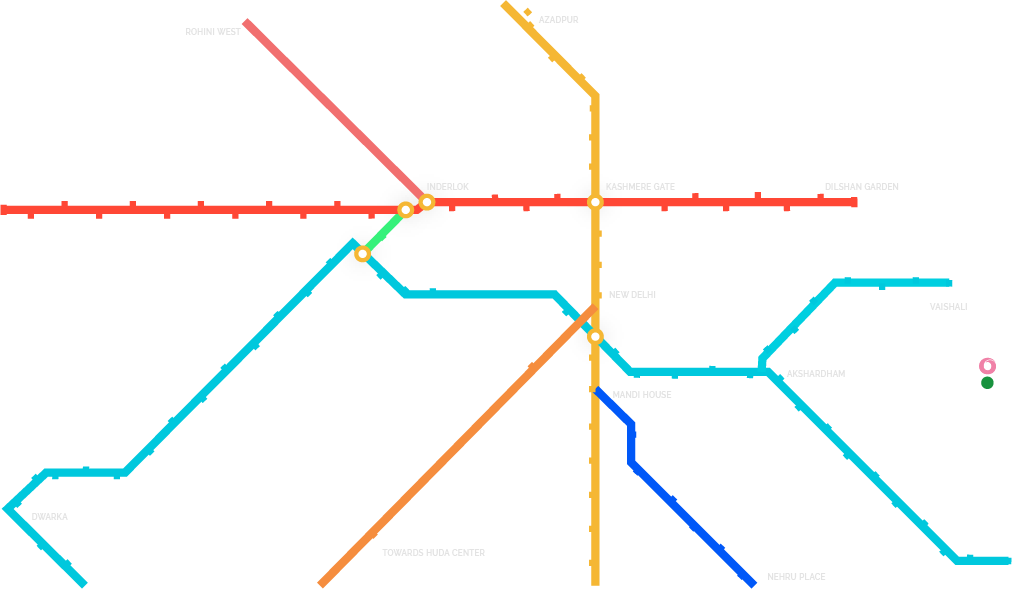 AZADPUR
ROHINI WEST
INDERLOK
KASHMERE GATE
DILSHAN GARDEN
NEW DELHI
VAISHALI
AKSHARDHAM
MANDI HOUSE
DWARKA
TOWARDS HUDA CENTER
NEHRU PLACE